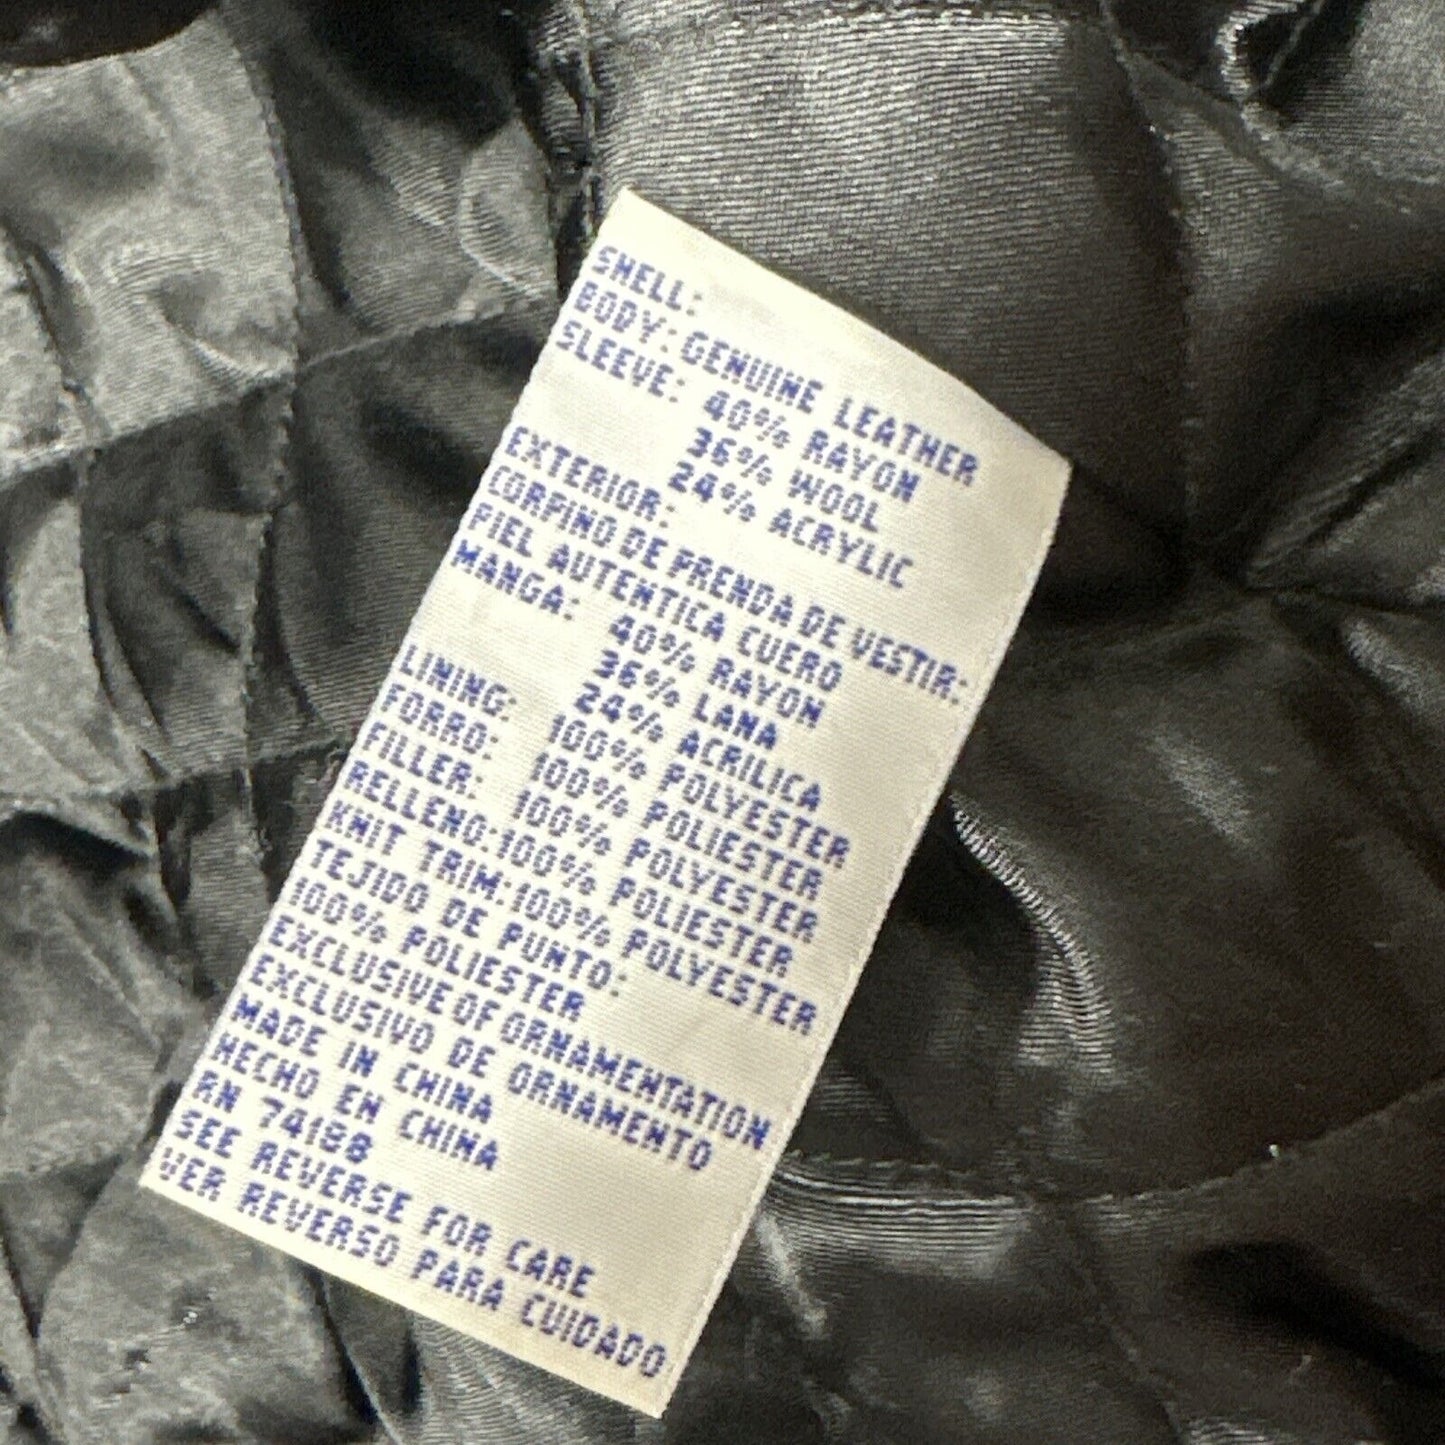 SHELL:
BODY: GENUINE LEATHER
SLEEVE: 40% RAYON
36% WOOL
24% ACRYLIC
EXTERIOR:
CORPINO DE PRENDA DE VESTIR:
PIEL AUTENTICA CUERO
MANGA: 40% RAYON
36% LANA
24% ACRILICA
LINING: 100% POLYESTER
FORRO: 100% POLIESTER
FILLER: 100% POLYESTER
RELLENO: 100% POLIESTER
KNIT TRIM: 100% POLYESTER
TEJIDO DE PUNTO:
100% POLIESTER
EXCLUSIVE OF ORNAMENTATION
EXCLUSIVO DE ORNAMENTO
MADE IN CHINA
HECHO EN CHINA
RN 74188
SEE REVERSE FOR CARE
VER REVERSO PARA CUIDADO